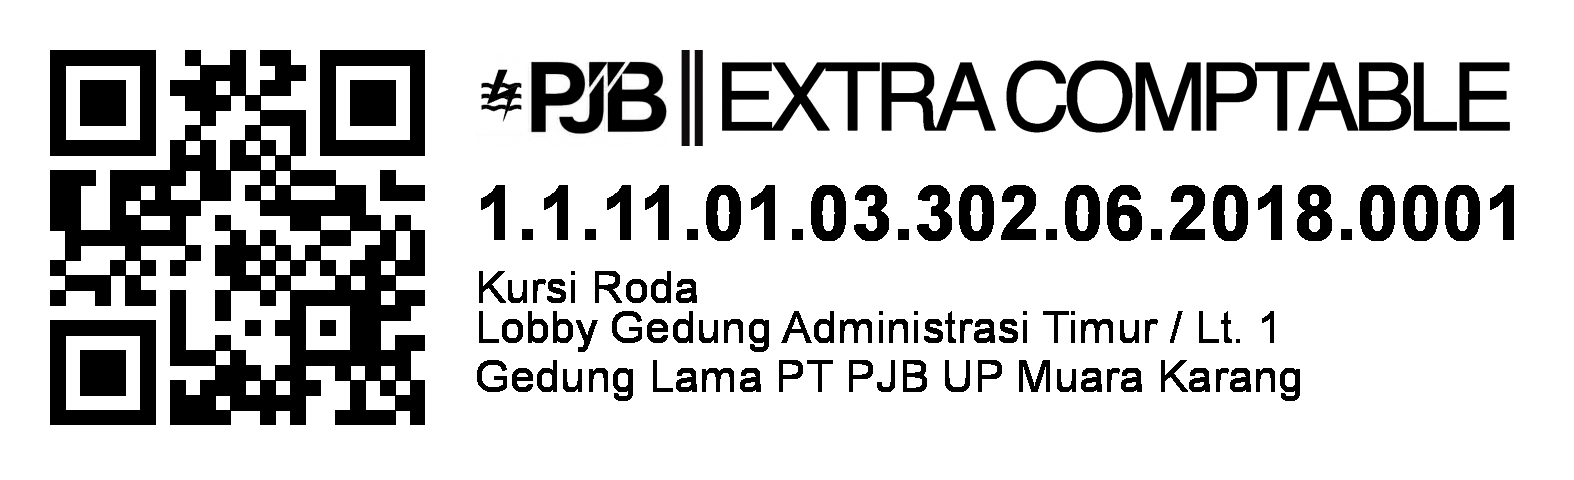 PJB || EXTRA COMPTABLE
1.1.11.01.03.302.06.2018.0001
Kursi Roda
Lobby Gedung Administrasi Timur / Lt. 1
Gedung Lama PT PJB UP Muara Karang